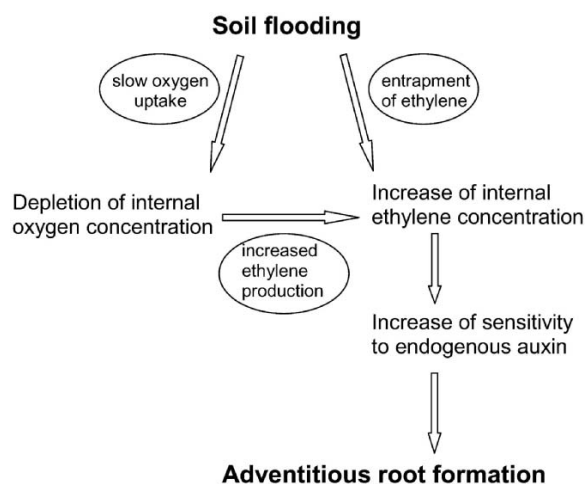 Soil flooding
slow oxygen
uptake
entrapment
of ethylene
Depletion of internal
oxygen concentration
Increase of internal
ethylene concentration
increased
ethylene
production
Increase of sensitivity
to endogenous auxin
Adventitious root formation